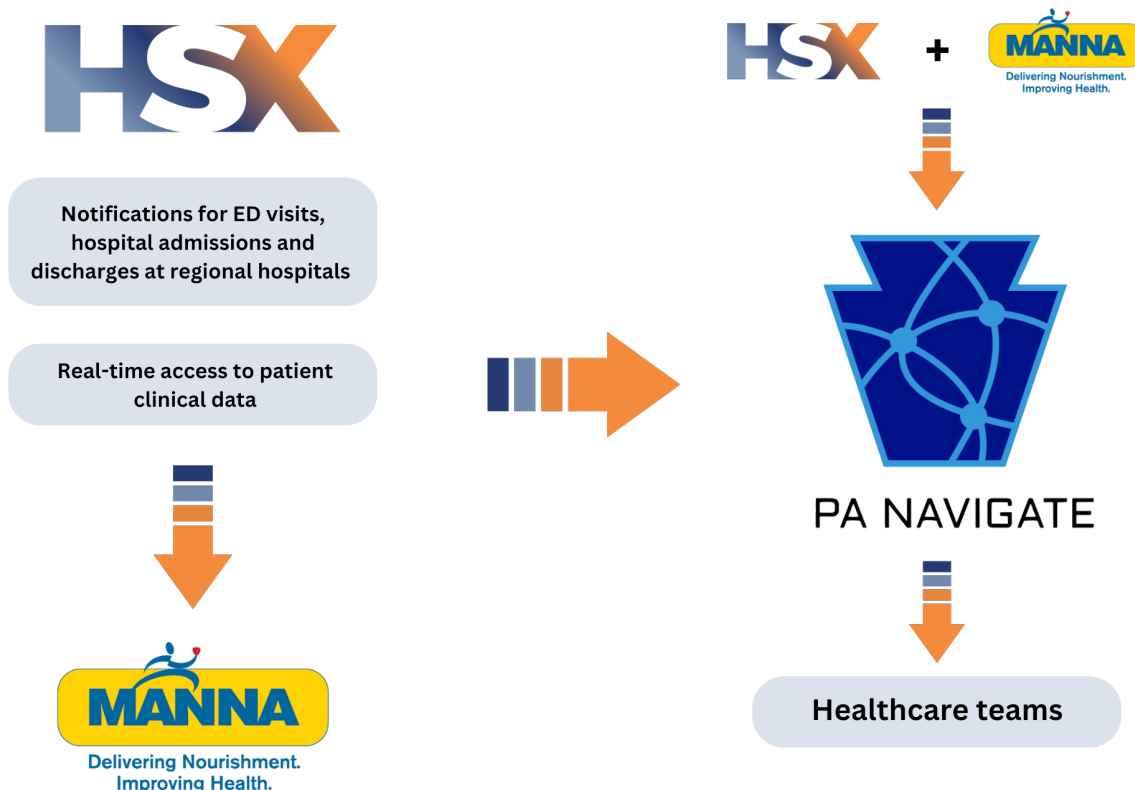 HSX
Notifications for ED visits,
hospital admissions and
discharges at regional hospitals
Real-time access to patient
clinical data
MANNA
Delivering Nourishment.
Improving Health.
HSX + MANNA
Delivering Nourishment.
Improving Health.
PA NAVIGATE
Healthcare teams